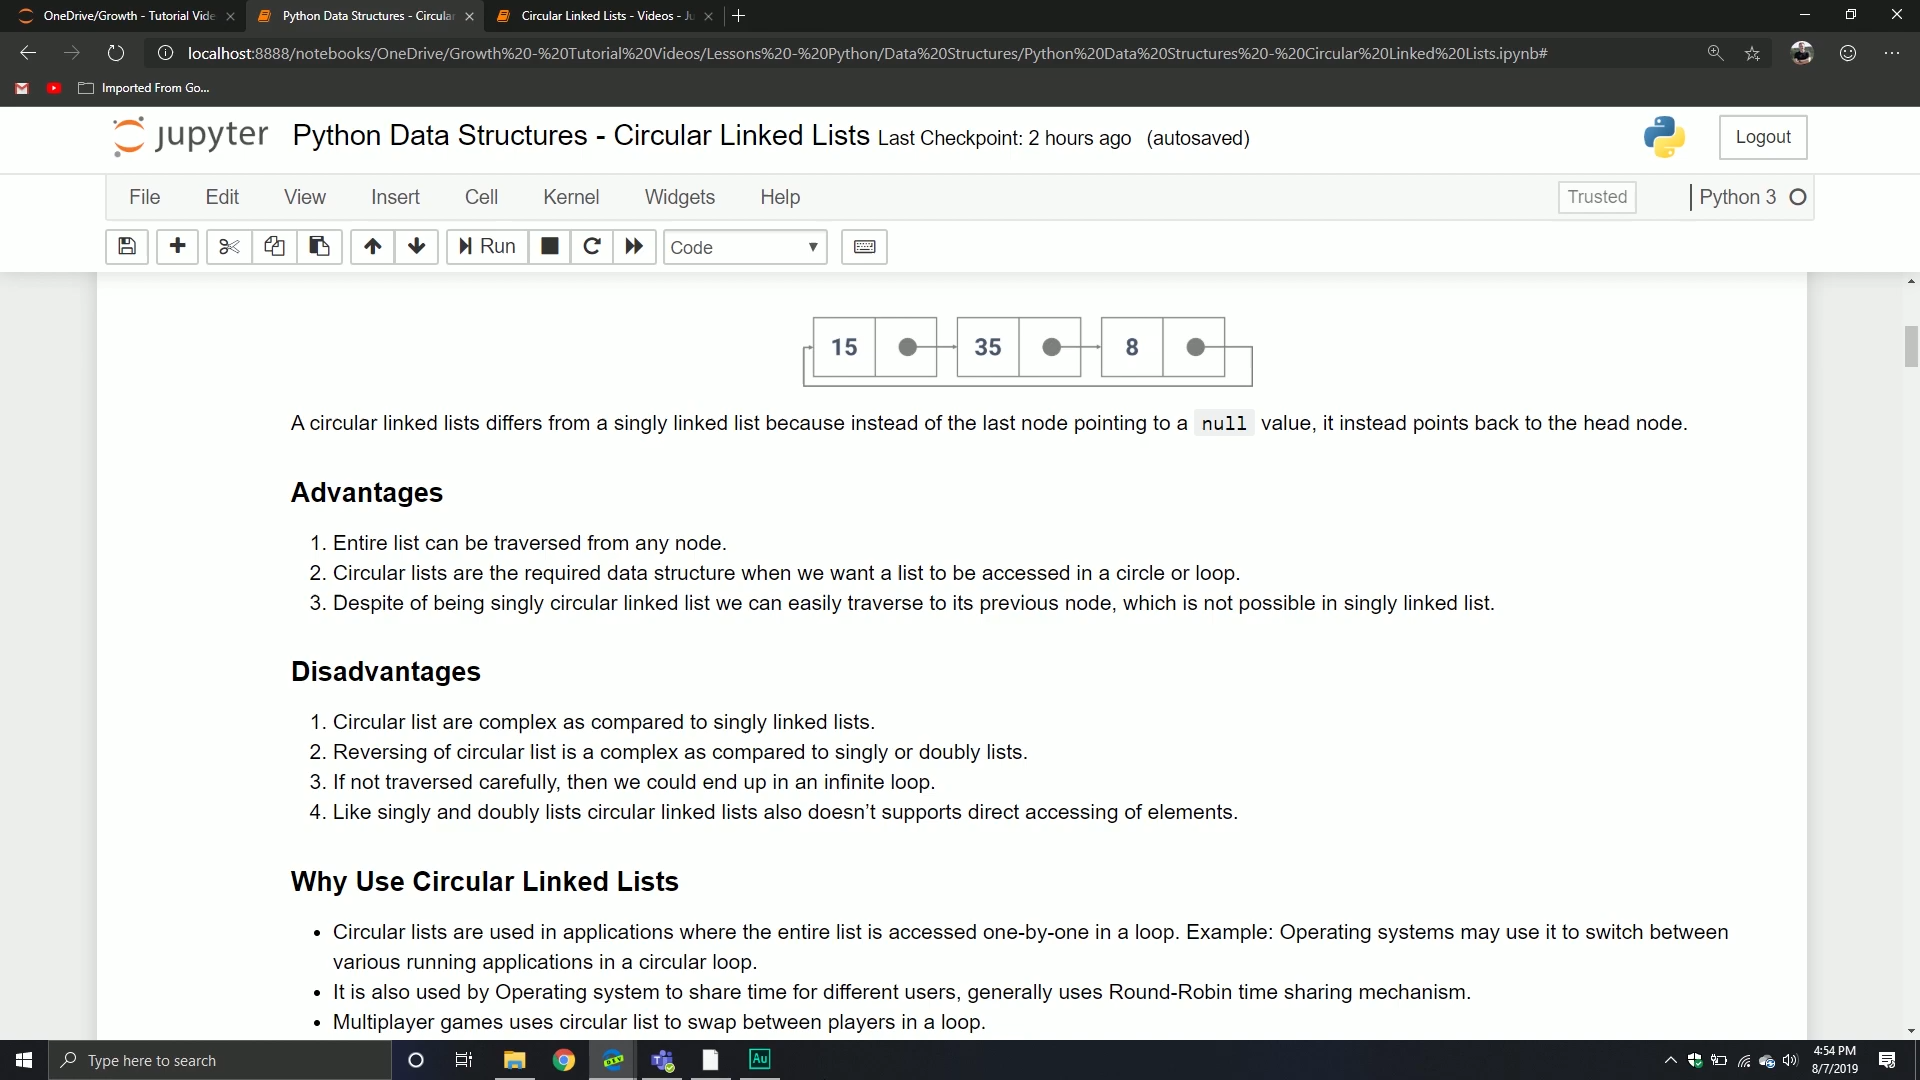 OneDrive/Growth - Tutorial Vide
Python Data Structures - Circular
Circular Linked Lists - Videos - Ju
localhost:8888/notebooks/OneDrive/Growth%20-%20Tutorial%20Videos/Lessons%20-%20Python/Data%20Structures/Python%20Data%20Structures%20-%20Circular%20Linked%20Lists.ipynb#
Imported From Go...
jupyter Python Data Structures - Circular Linked Lists Last Checkpoint: 2 hours ago (autosaved)
Logout
File Edit View Insert Cell Kernel Widgets Help
Trusted
Python 3
Run
Code
15 35 8
A circular linked lists differs from a singly linked list because instead of the last node pointing to a null value, it instead points back to the head node.
Advantages
1. Entire list can be traversed from any node.
2. Circular lists are the required data structure when we want a list to be accessed in a circle or loop.
3. Despite of being singly circular linked list we can easily traverse to its previous node, which is not possible in singly linked list.
Disadvantages
1. Circular list are complex as compared to singly linked lists.
2. Reversing of circular list is a complex as compared to singly or doubly lists.
3. If not traversed carefully, then we could end up in an infinite loop.
4. Like singly and doubly lists circular linked lists also doesn’t supports direct accessing of elements.
Why Use Circular Linked Lists
• Circular lists are used in applications where the entire list is accessed one-by-one in a loop. Example: Operating systems may use it to switch between
various running applications in a circular loop.
• It is also used by Operating system to share time for different users, generally uses Round-Robin time sharing mechanism.
• Multiplayer games uses circular list to swap between players in a loop.
Type here to search
DEV
Au
4:54 PM
8/7/2019